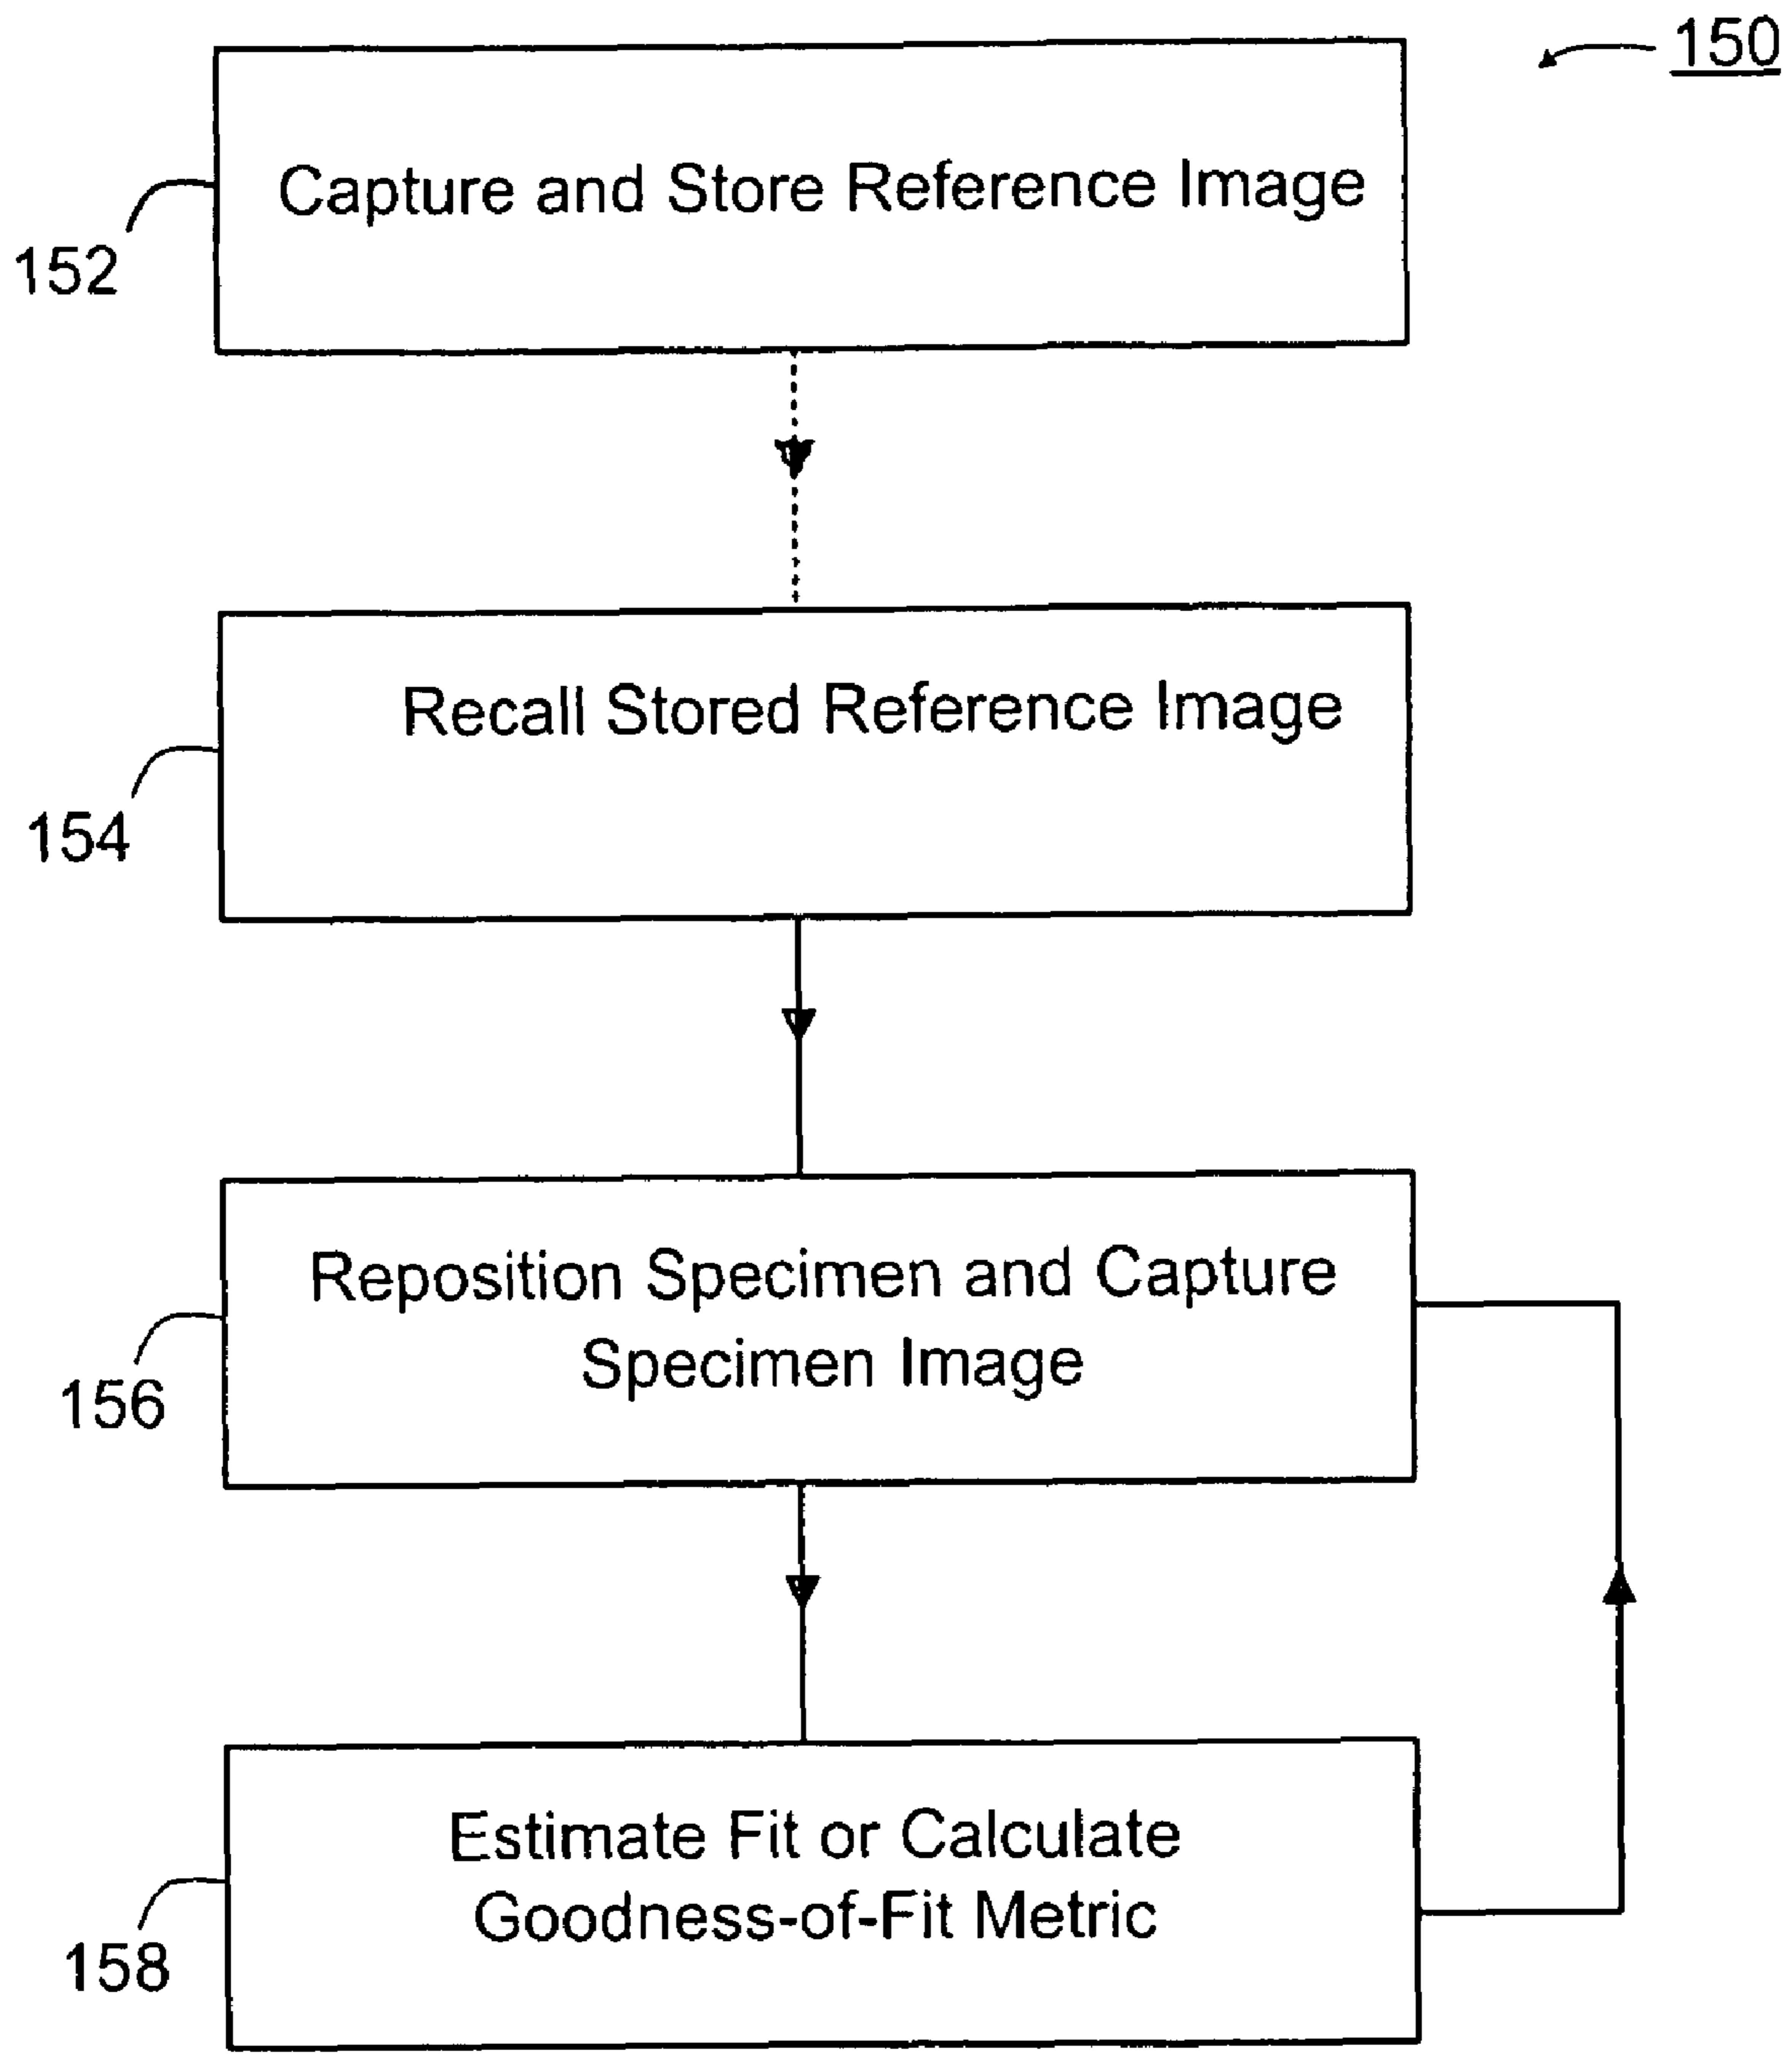 150
Capture and Store Reference Image
152
Recall Stored Reference Image
154
Reposition Specimen and Capture
Specimen Image
156
Estimate Fit or Calculate
Goodness-of-Fit Metric
158